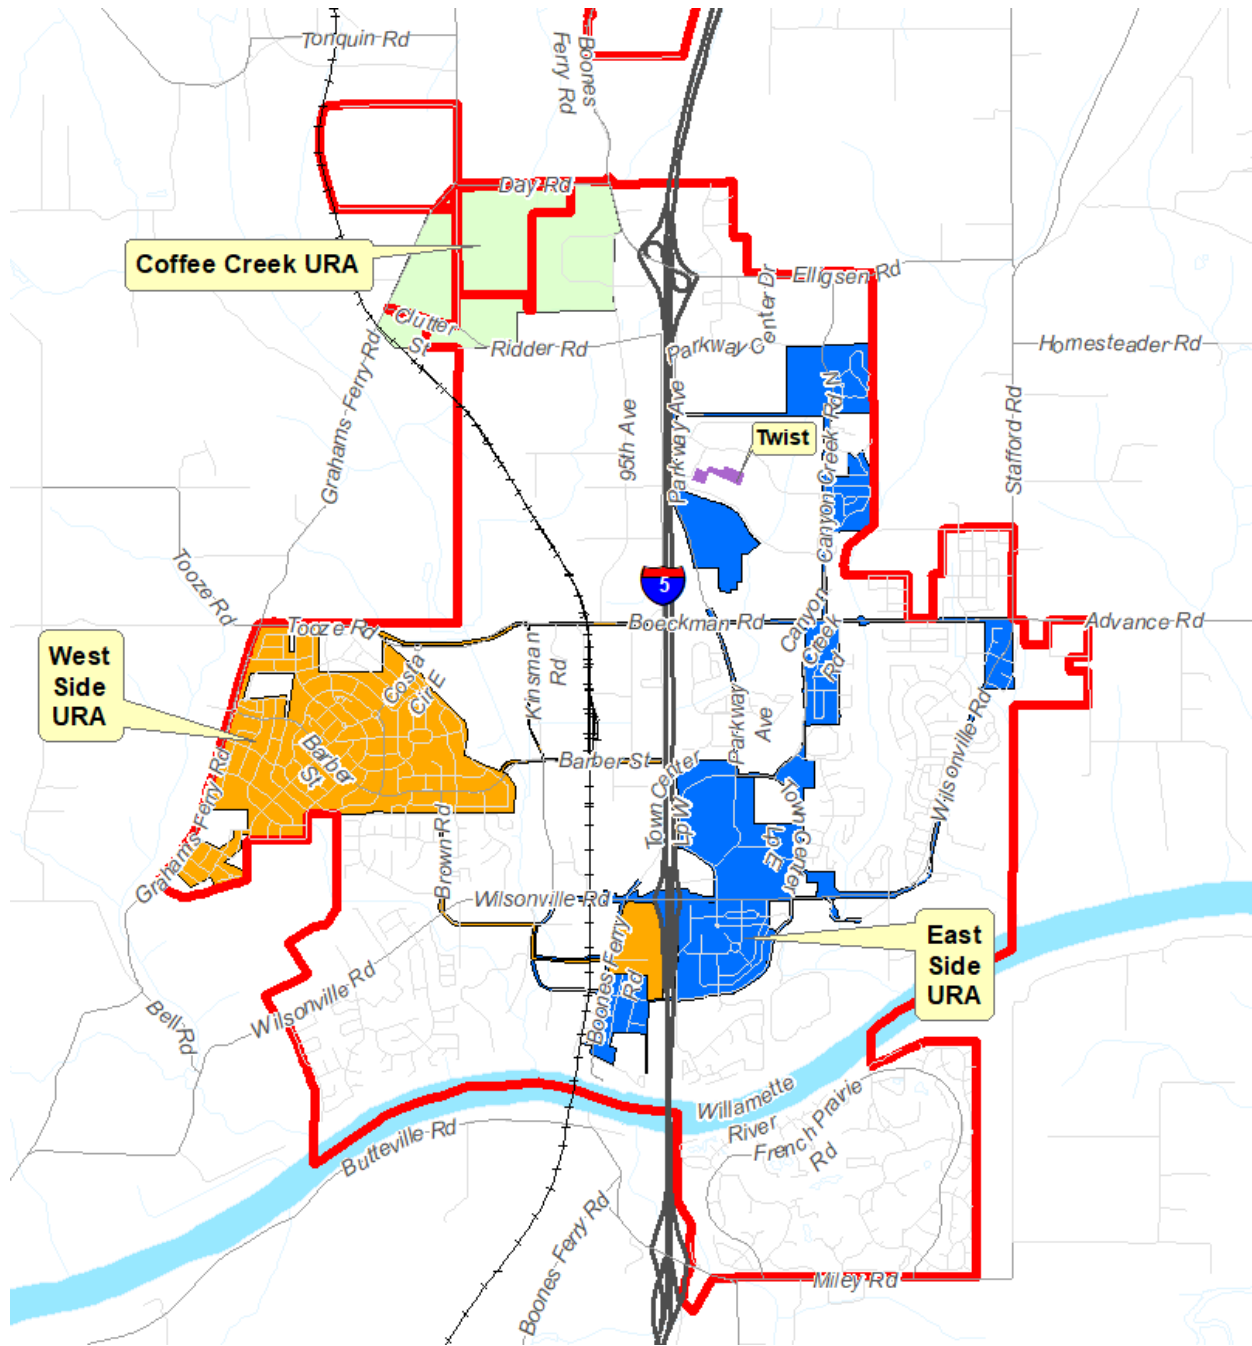 Tonquin Rd
Boones
Ferry Rd
Day Rd
Coffee Creek URA
Elligsen Rd
Parkway Center Dr
Clutter
St
Ridder Rd
Homesteader Rd
Grahams Ferry Rd
95th Ave
Parkway Ave
Canyon Creek Rd N
Stafford Rd
Twist
Tooze Rd
5
Tooze Rd
Boeckman Rd
Advance Rd
Canyon
Creek
Rd
West
Side
URA
Costa
Cir E
Kinsman
Rd
Parkway
Ave
Wilsonville Rd
Barber
St
Barber St
Town Center
Lp W
Town Center
Lp E
Grahams Ferry Rd
Brown Rd
Wilsonville Rd
Boones Ferry
Rd
East
Side
URA
Wilsonville Rd
Bell Rd
Willamette
River
French Prairie
Rd
Butteville Rd
Boones Ferry Rd
Miley Rd